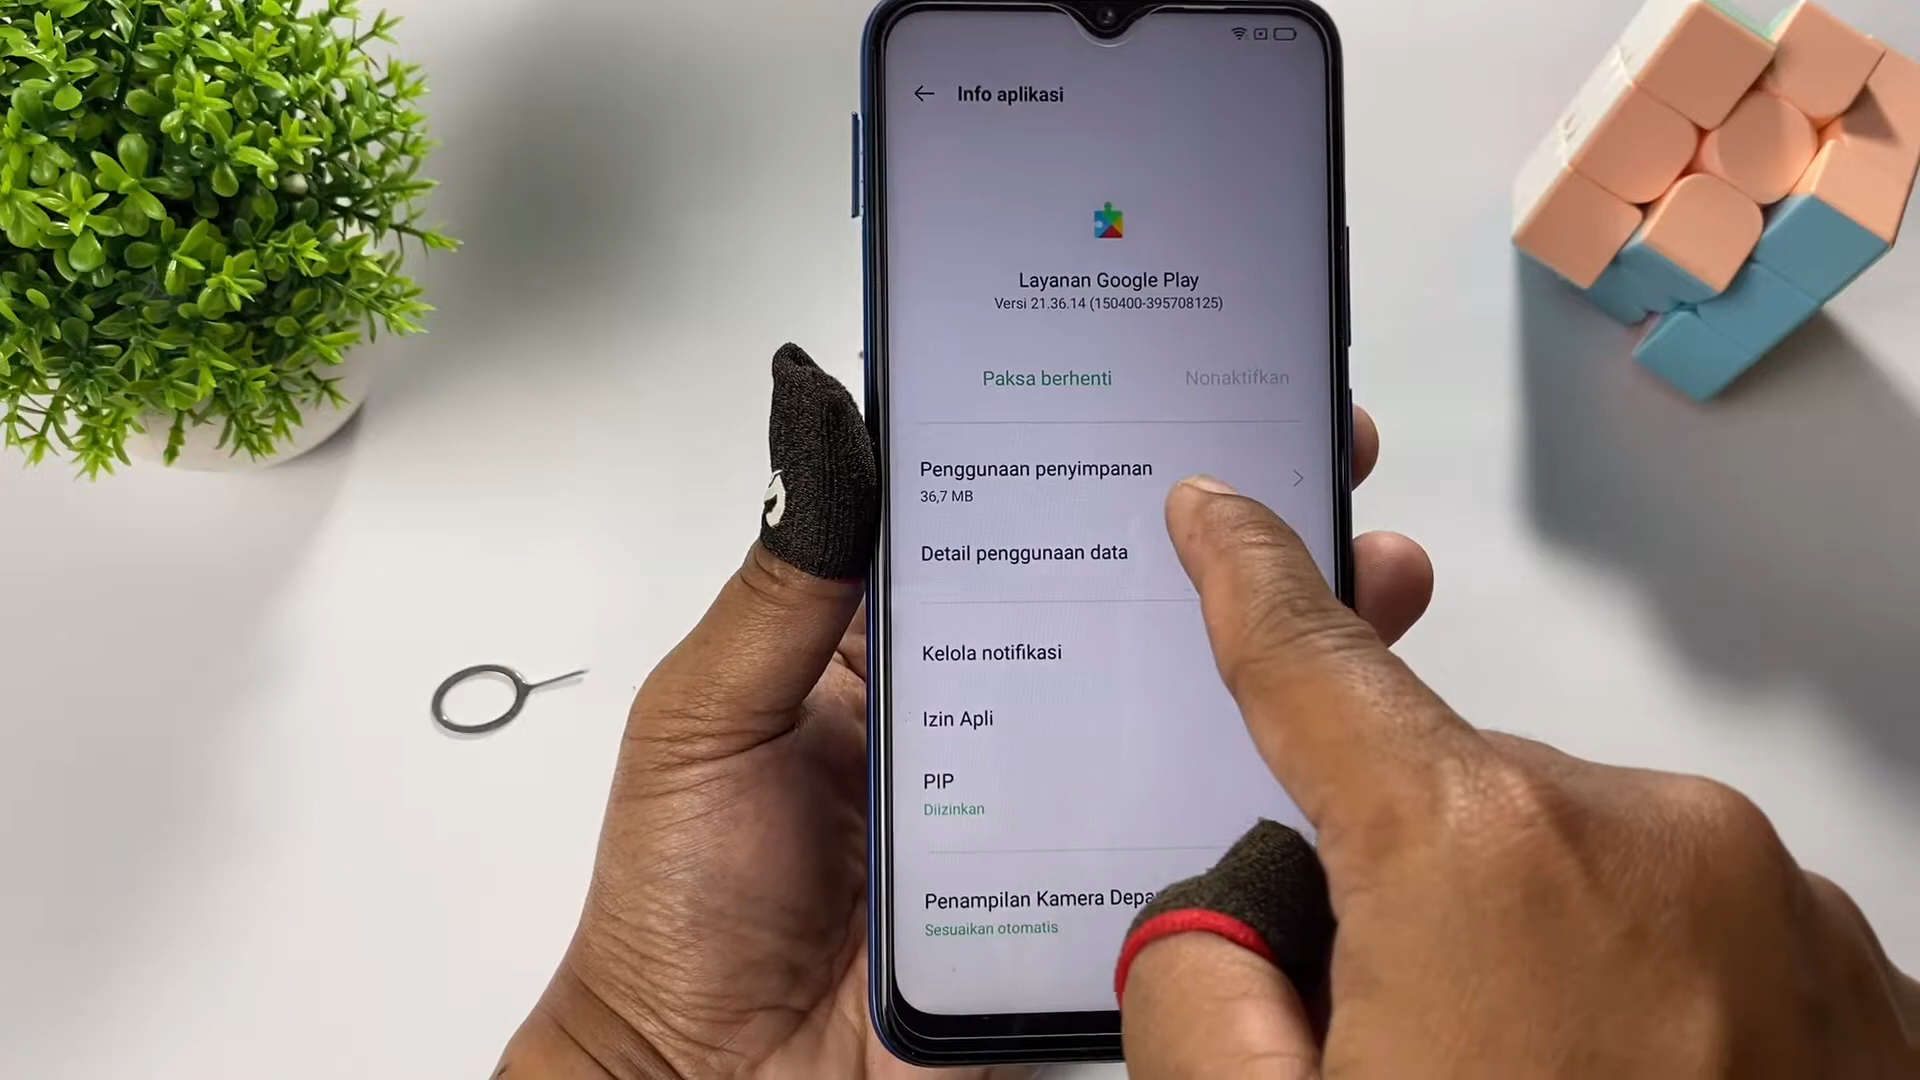 Info aplikasi
Layanan Google Play
Versi 21.36.14 (150400-395708125)
Paksa berhenti
Nonaktifkan
Penggunaan penyimpanan
36,7 MB
Detail penggunaan data
Kelola notifikasi
Izin Apli
PIP
Diizinkan
Penampilan Kamera Depa
Sesuaikan otomatis